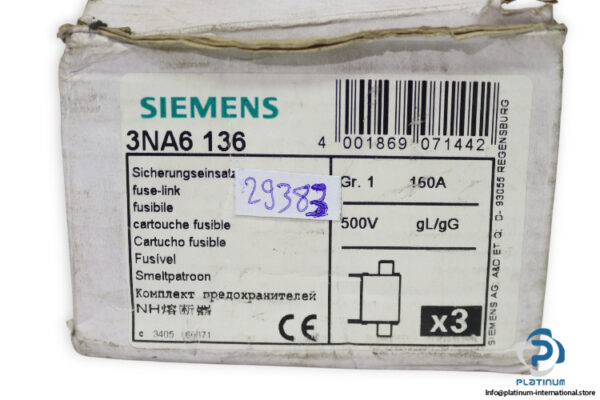 SIEMENS
3NA6 136
4 001869 071442
Sicherungseinsatz
fuse-link
fusibile
cartouche fusible
Cartucho fusible
Fusível
Smeltpatroon
Комплект предохранителей
NH熔断器
c 3405
29383
Gr. 1 160A
500V gL/gG
x3
CE
SIEMENS AG. A&D ET Q; D- 93055 REGENSBURG
PLATINUM
Info@platinum-international.store